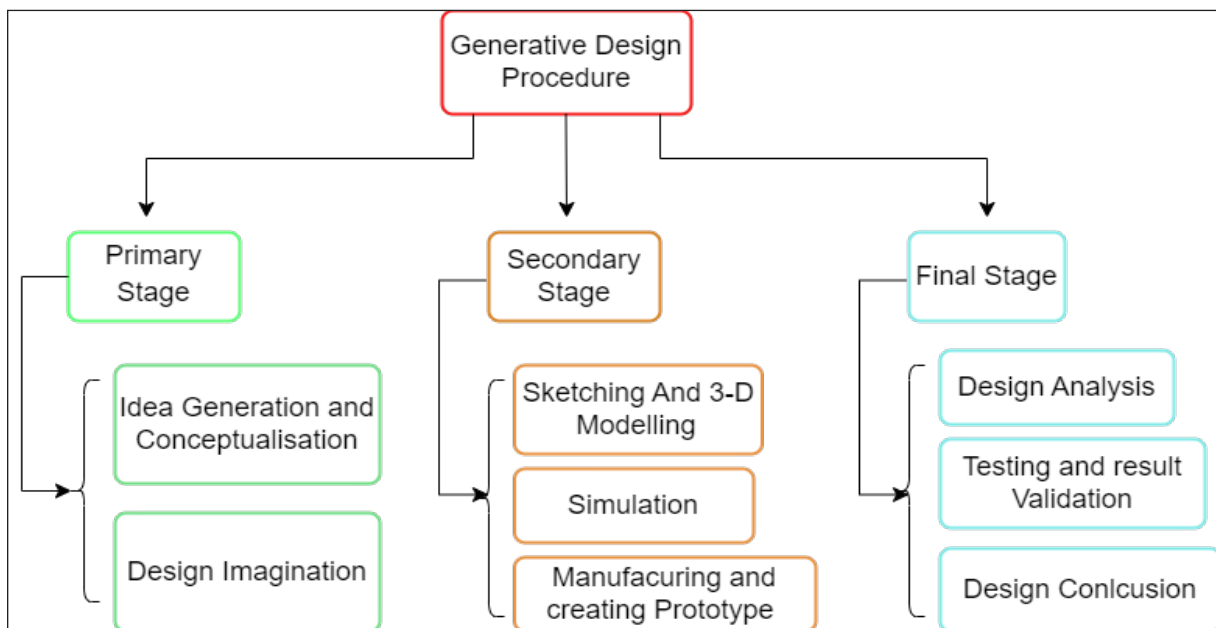 Generative Design
Procedure
Primary
Stage
Secondary
Stage
Final Stage
Idea Generation and
Conceptualisation
Design Imagination
Sketching And 3-D
Modelling
Simulation
Manufacuring and
creating Prototype
Design Analysis
Testing and result
Validation
Design Conlcusion